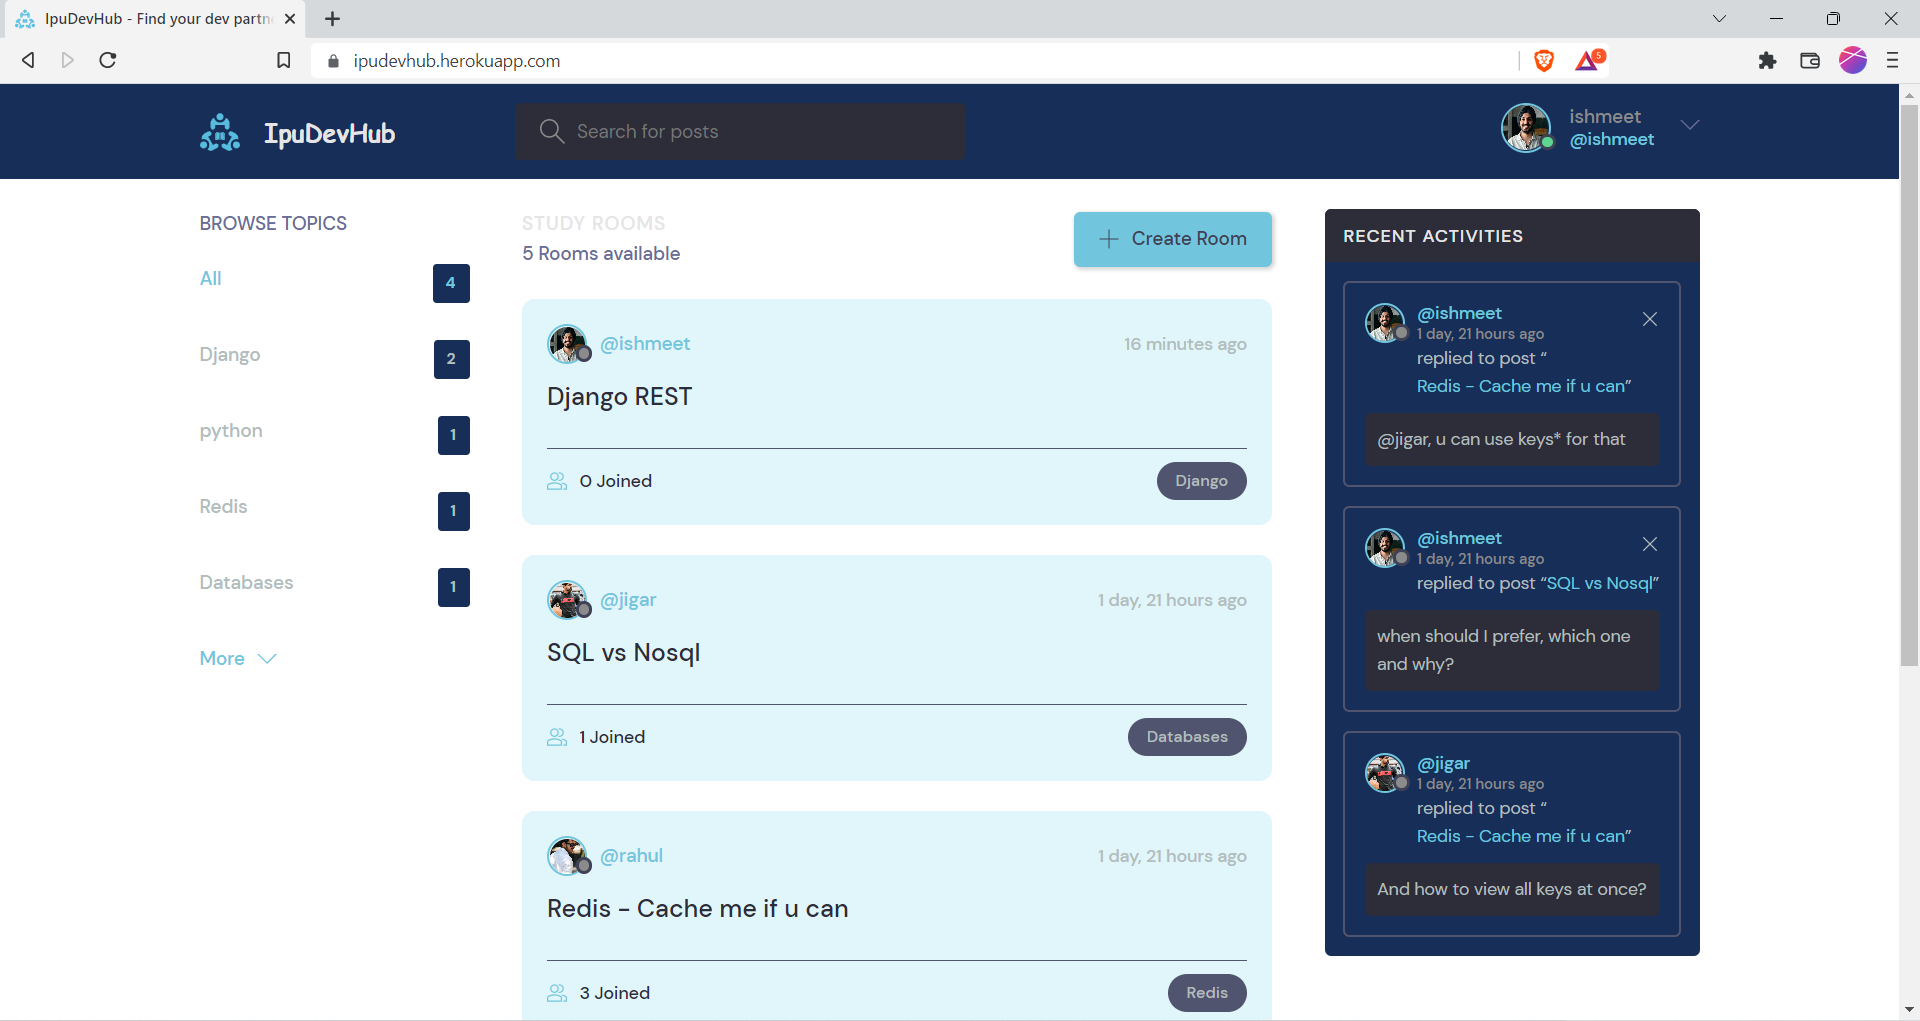 IpuDevHub - Find your dev partn
ipudevhub.herokuapp.com
5
IpuDevHub
Search for posts
ishmeet
@ishmeet
BROWSE TOPICS
All 4
Django 2
python 1
Redis 1
Databases 1
More
STUDY ROOMS
5 Rooms available
Create Room
@ishmeet 16 minutes ago
Django REST
0 Joined Django
@jigar 1 day, 21 hours ago
SQL vs Nosql
1 Joined Databases
@rahul 1 day, 21 hours ago
Redis - Cache me if u can
3 Joined Redis
RECENT ACTIVITIES
@ishmeet
1 day, 21 hours ago
replied to post “
Redis - Cache me if u can”
@jigar, u can use keys* for that
@ishmeet
1 day, 21 hours ago
replied to post “SQL vs Nosql”
when should I prefer, which one
and why?
@jigar
1 day, 21 hours ago
replied to post “
Redis - Cache me if u can”
And how to view all keys at once?